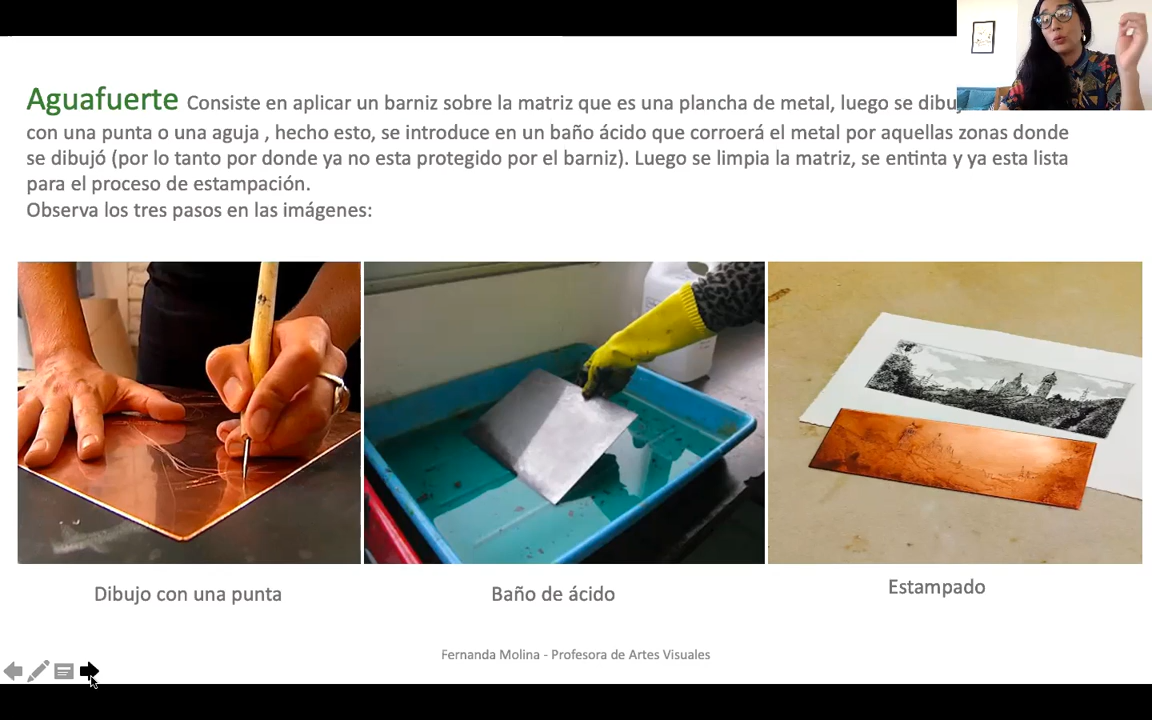 Aguafuerte Consiste en aplicar un barniz sobre la matriz que es una plancha de metal, luego se
con una punta o una aguja , hecho esto, se introduce en un baño ácido que corroerá el metal por aquellas zonas donde
se dibujó (por lo tanto por donde ya no esta protegido por el barniz). Luego se limpia la matriz, se entinta y ya esta lista
para el proceso de estampación.
Observa los tres pasos en las imágenes:
Dibujo con una punta
Baño de ácido
Estampado
Fernanda Molina - Profesora de Artes Visuales